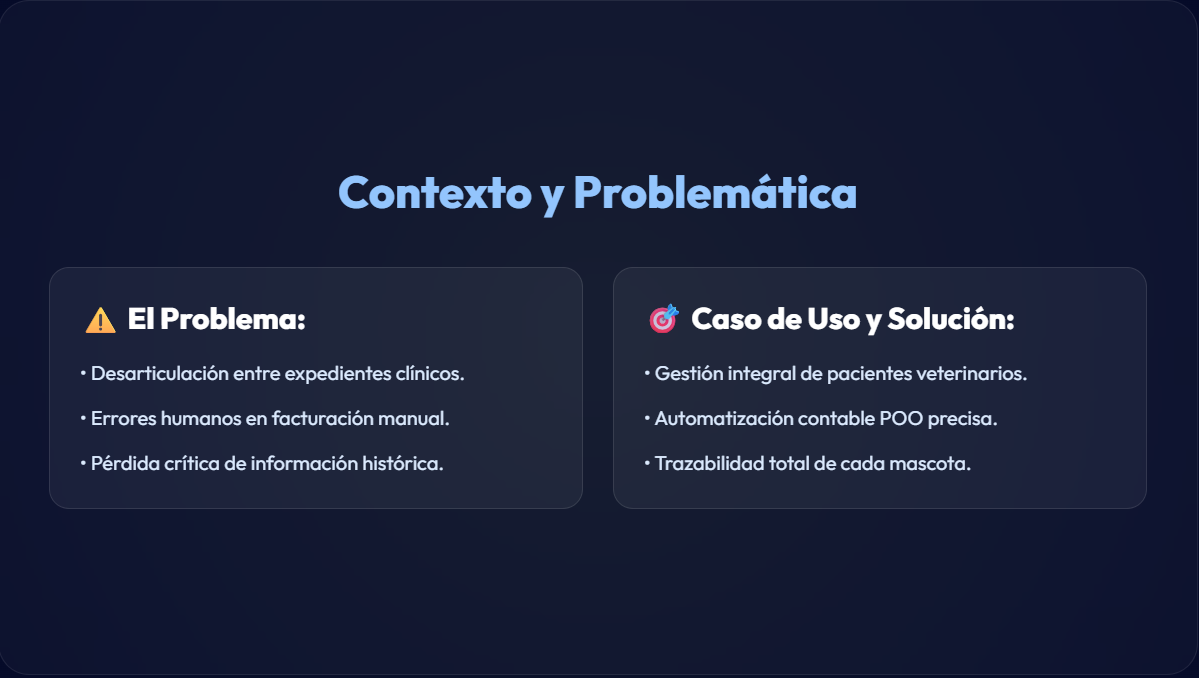 Contexto y Problemática
⚠️ El Problema:
• Desarticulación entre expedientes clínicos.
• Errores humanos en facturación manual.
• Pérdida crítica de información histórica.
🎯 Caso de Uso y Solución:
• Gestión integral de pacientes veterinarios.
• Automatización contable POO precisa.
• Trazabilidad total de cada mascota.